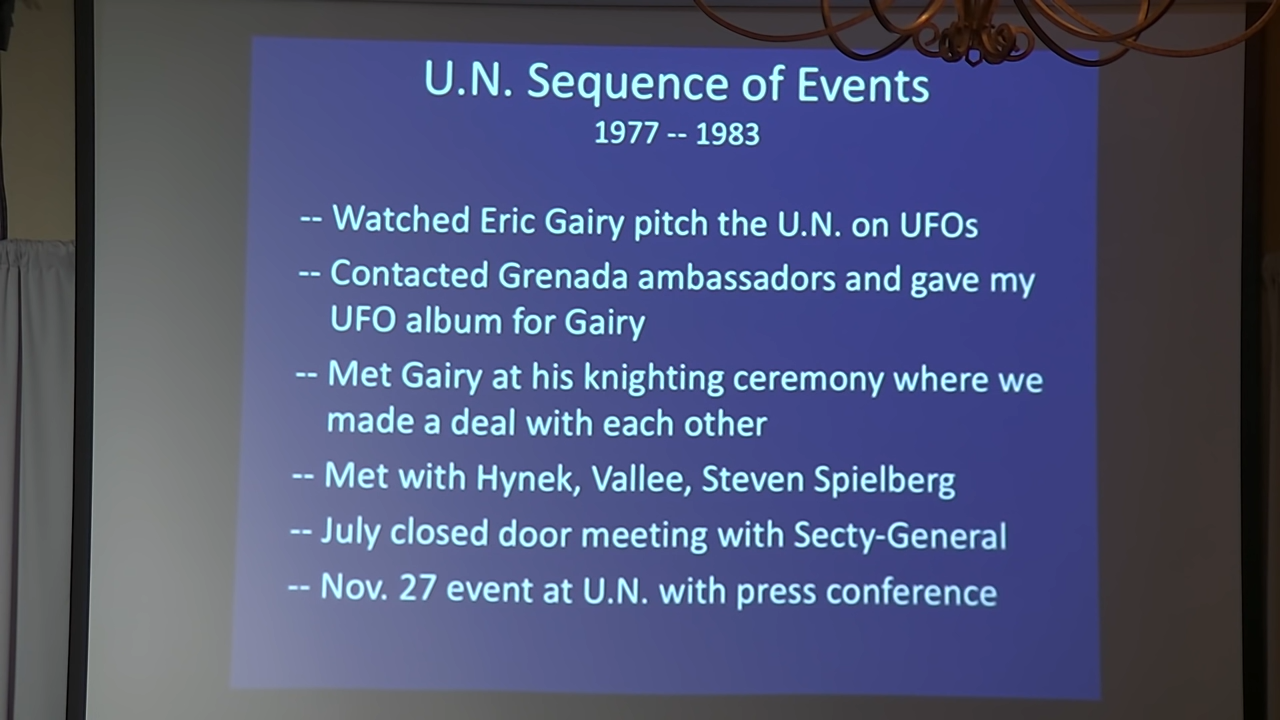 U.N. Sequence of Events
1977 -- 1983
-- Watched Eric Gairy pitch the U.N. on UFOs
-- Contacted Grenada ambassadors and gave my
UFO album for Gairy
-- Met Gairy at his knighting ceremony where we
made a deal with each other
-- Met with Hynek, Vallee, Steven Spielberg
-- July closed door meeting with Secty-General
-- Nov. 27 event at U.N. with press conference